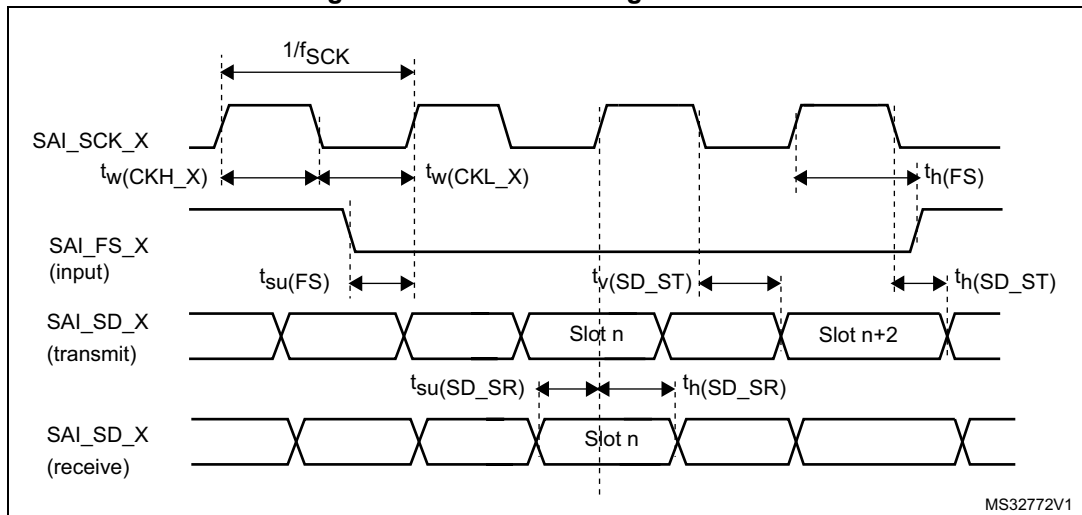 1/fSCK
SAI_SCK_X
tw(CKH_X)
tw(CKL_X)
th(FS)
SAI_FS_X
(input)
tsu(FS)
tv(SD_ST)
th(SD_ST)
SAI_SD_X
(transmit)
Slot n
Slot n+2
tsu(SD_SR)
th(SD_SR)
SAI_SD_X
(receive)
Slot n
MS32772V1